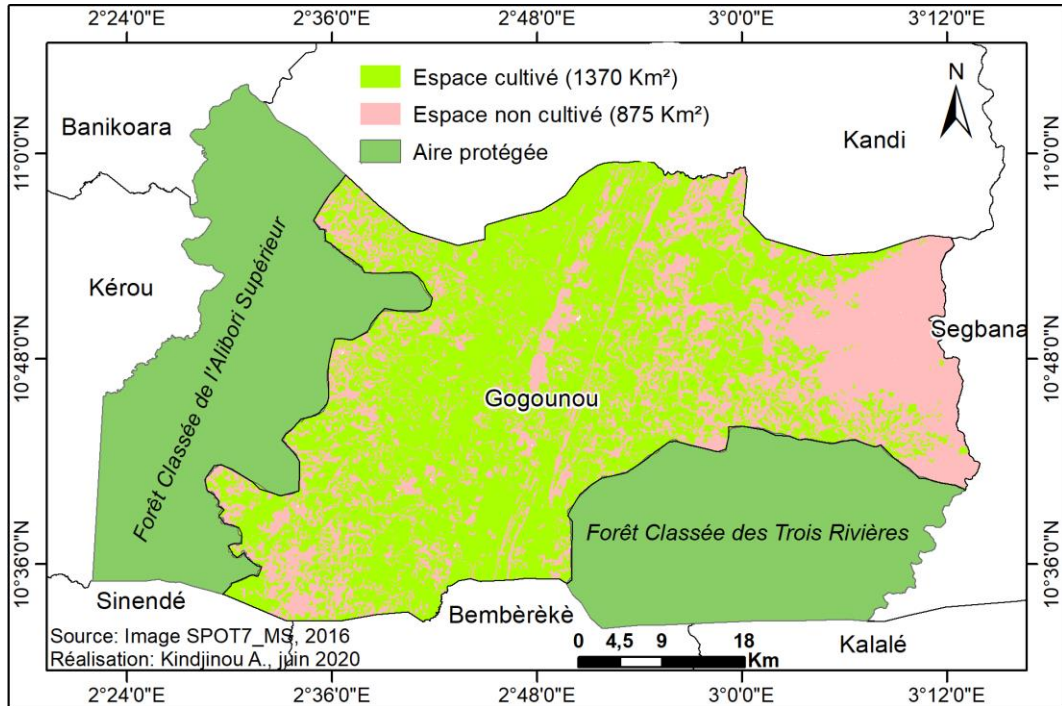 2°24'0"E 2°36'0"E 2°48'0"E 3°0'0"E 3°12'0"E
Espace cultivé (1370 Km²)
Espace non cultivé (875 Km²)
Aire protégée
N
Banikoara
Kandi
11°0'0"N
11°0'0"N
Kérou
Forêt Classée de l'Alibori Supérieur
Segbana
10°48'0"N
10°48'0"N
Gogounou
Forêt Classée des Trois Rivières
10°36'0"N
10°36'0"N
Sinendé
Bembèrèkè
Kalalé
Source: Image SPOT7_MS, 2016
Réalisation: Kindjinou A., juin 2020
0 4,5 9 18
Km
2°24'0"E 2°36'0"E 2°48'0"E 3°0'0"E 3°12'0"E